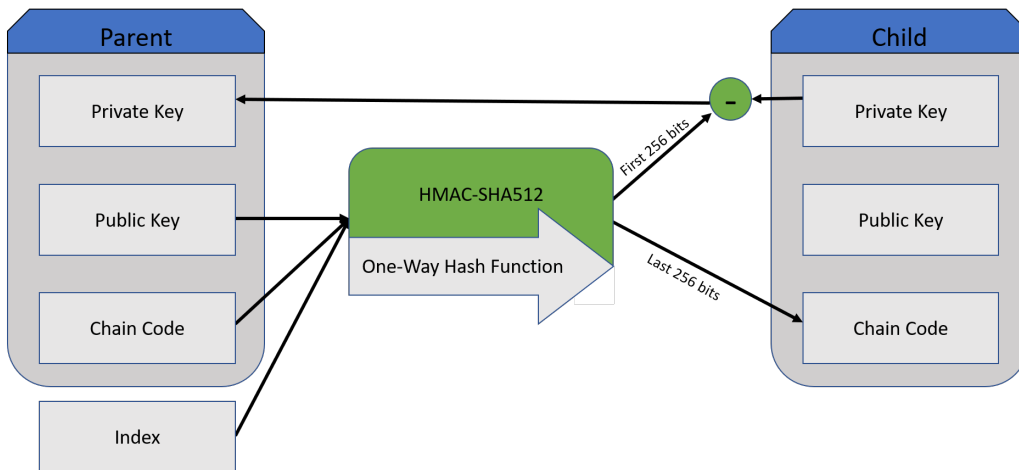 Parent
Child
Private Key
-
Private Key
First 256 bits
HMAC-SHA512
Public Key
Public Key
One-Way Hash Function
Last 256 bits
Chain Code
Chain Code
Index